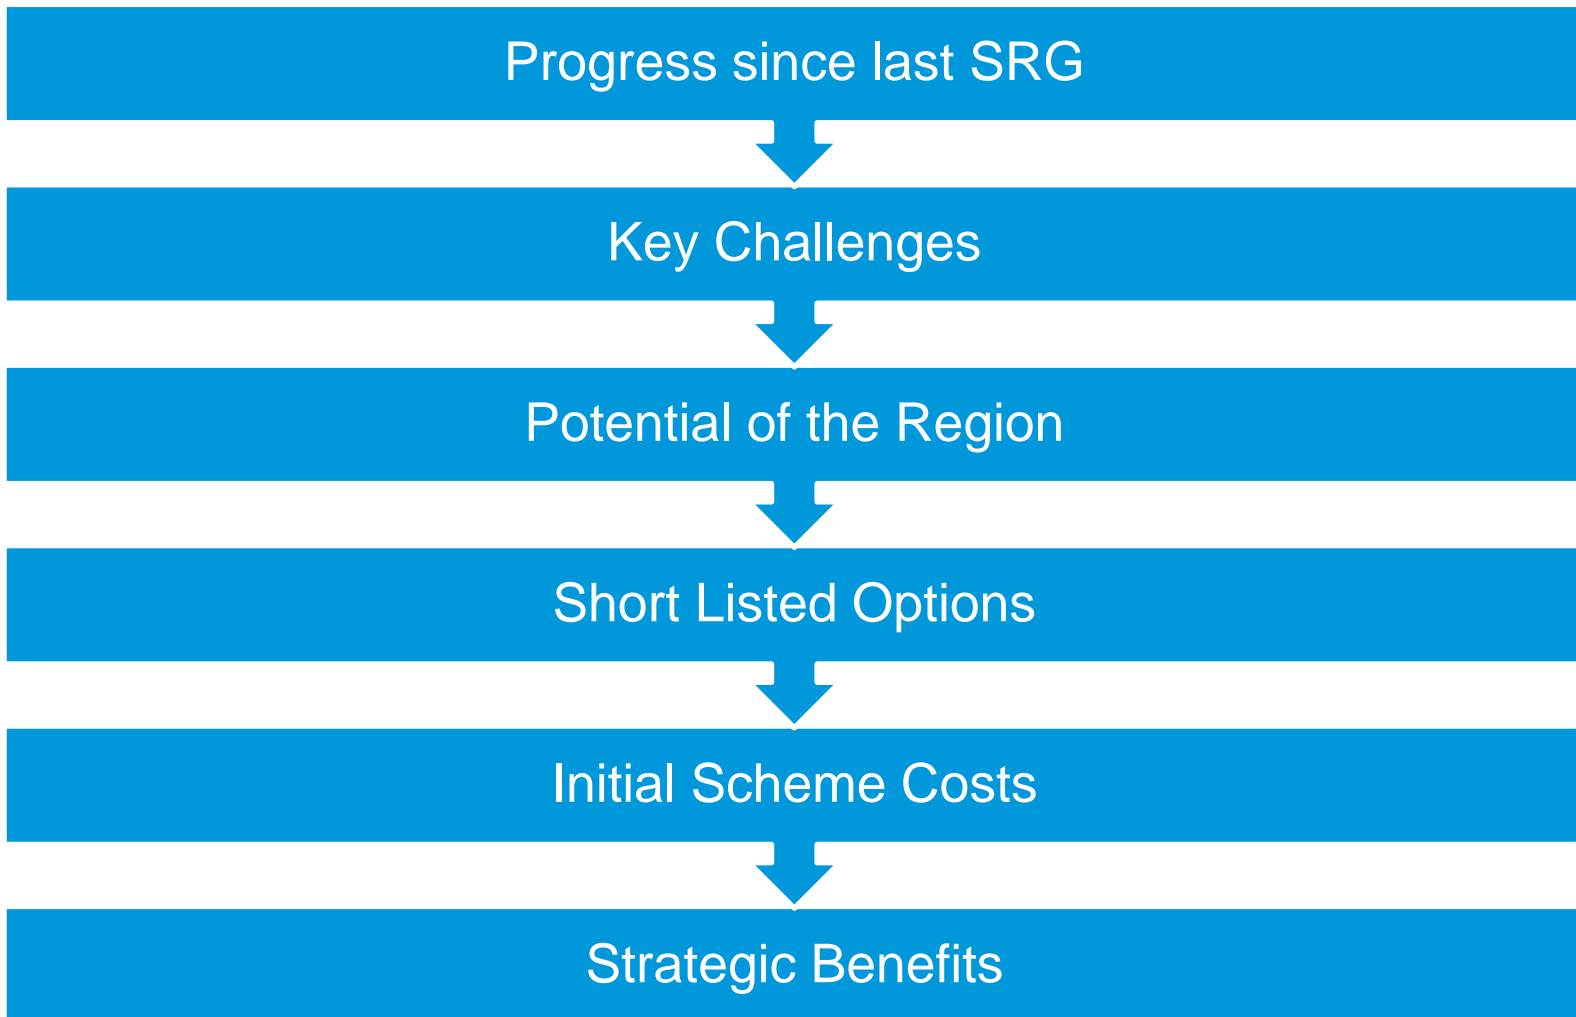 Progress since last SRG
Key Challenges
Potential of the Region
Short Listed Options
Initial Scheme Costs
Strategic Benefits